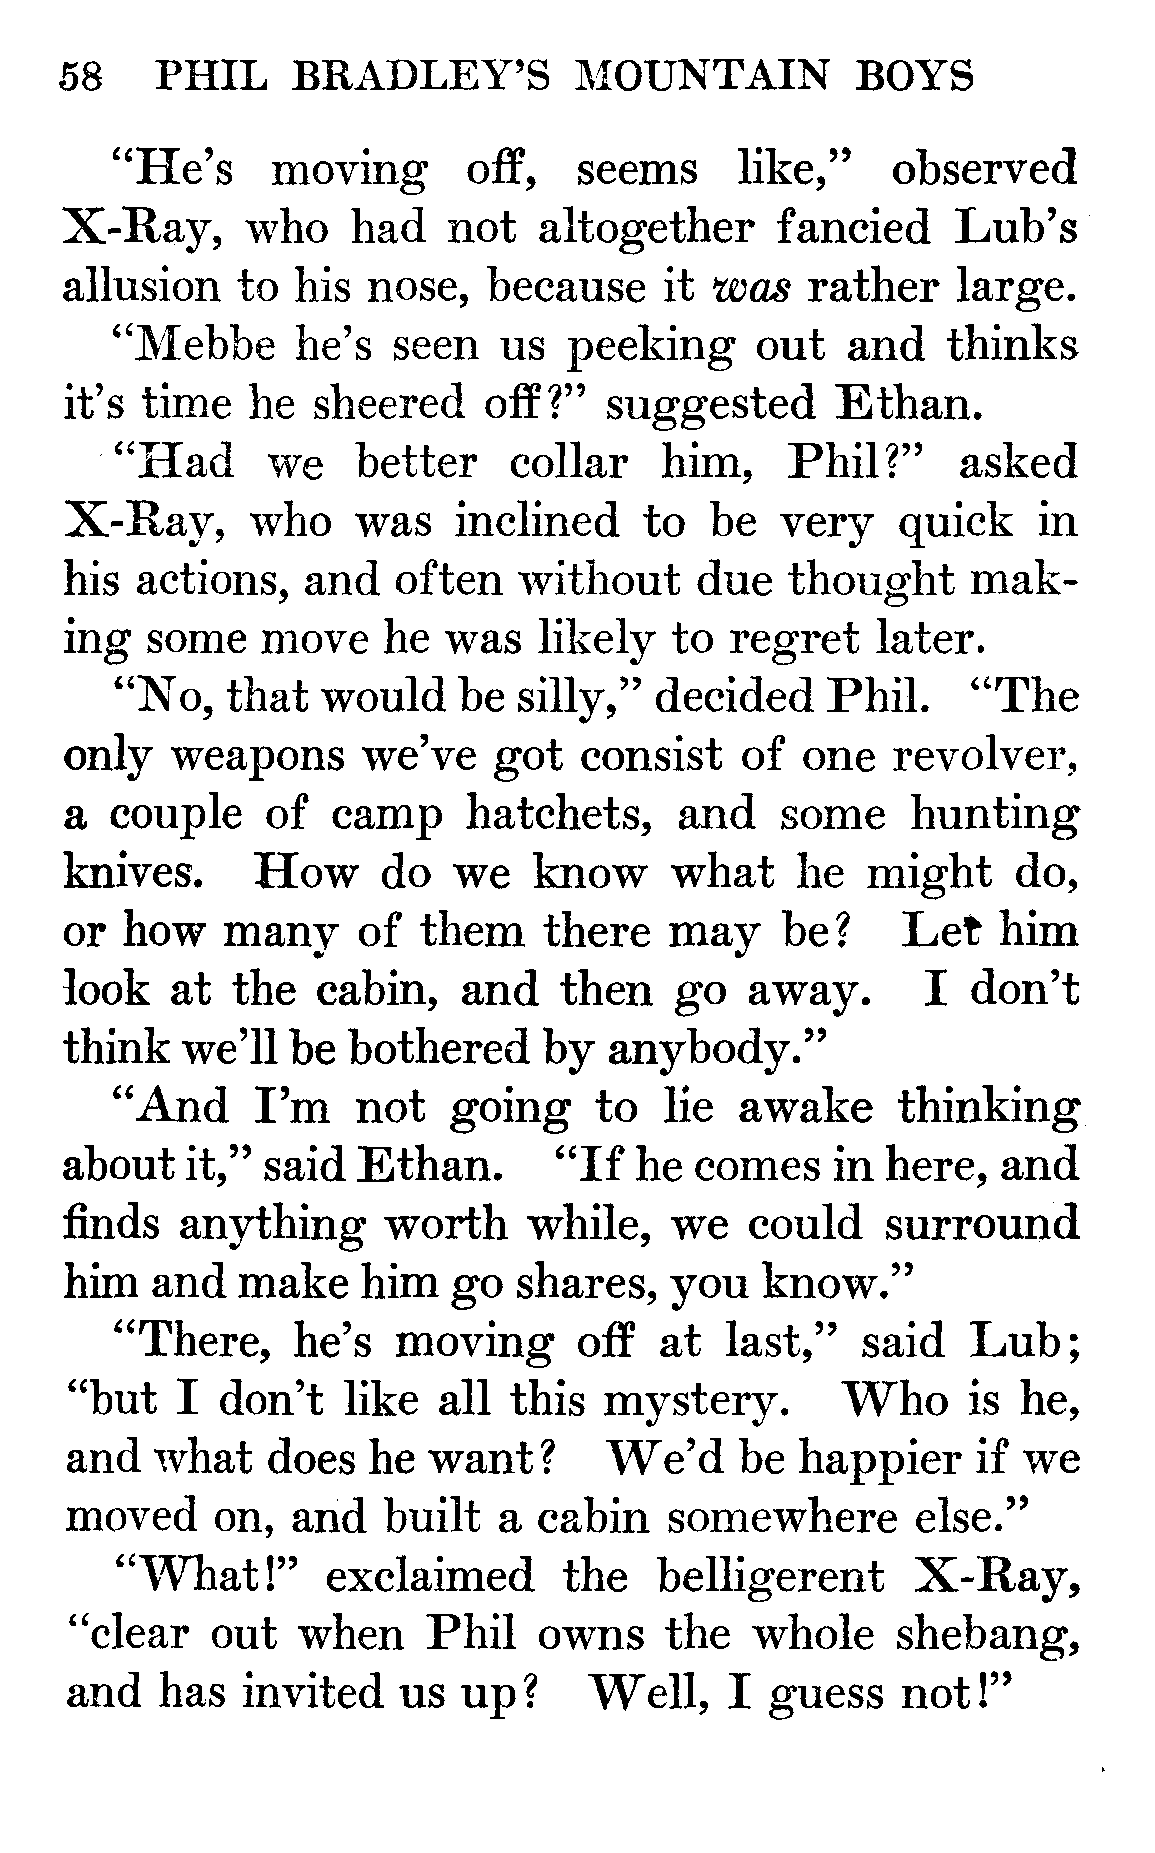 58 PHIL BRADLEY'S MOUNTAIN BOYS
“He’s moving off, seems like,” observed
X-Ray, who had not altogether fancied Lub’s
allusion to his nose, because it was rather large.
“Mebbe he’s seen us peeking out and thinks
it’s time he sheered off?” suggested Ethan.
“Had we better collar him, Phil?” asked
X-Ray, who was inclined to be very quick in
his actions, and often without due thought mak-
ing some move he was likely to regret later.
“No, that would be silly,” decided Phil. “The
only weapons we’ve got consist of one revolver,
a couple of camp hatchets, and some hunting
knives. How do we know what he might do,
or how many of them there may be? Let him
look at the cabin, and then go away. I don’t
think we’ll be bothered by anybody.”
“And I’m not going to lie awake thinking
about it,” said Ethan. “If he comes in here, and
finds anything worth while, we could surround
him and make him go shares, you know.”
“There, he’s moving off at last,” said Lub;
“but I don’t like all this mystery. Who is he,
and what does he want? We’d be happier if we
moved on, and built a cabin somewhere else.”
“What!” exclaimed the belligerent X-Ray,
“clear out when Phil owns the whole shebang,
and has invited us up? Well, I guess not!”